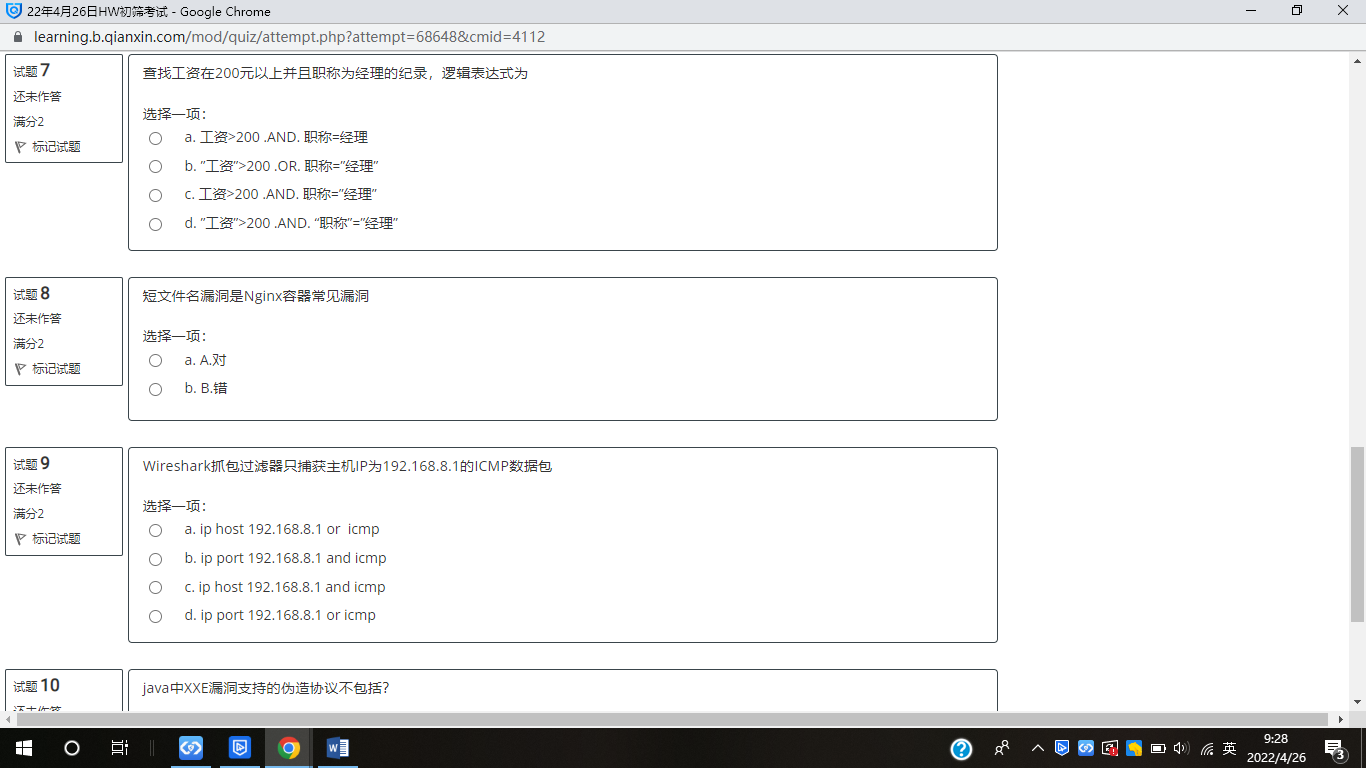 22年4月26日HW初筛考试 - Google Chrome
learning.b.qianxin.com/mod/quiz/attempt.php?attempt=68648&cmid=4112
试题 7
还未作答
满分2
标记试题
查找工资在200元以上并且职称为经理的纪录，逻辑表达式为
选择一项：
a. 工资>200 .AND. 职称=经理
b. ”工资”>200 .OR. 职称=”经理”
c. 工资>200 .AND. 职称=”经理”
d. ”工资”>200 .AND. “职称”=”经理”
试题 8
还未作答
满分2
标记试题
短文件名漏洞是Nginx容器常见漏洞
选择一项：
a. A.对
b. B.错
试题 9
还未作答
满分2
标记试题
Wireshark抓包过滤器只捕获主机IP为192.168.8.1的ICMP数据包
选择一项：
a. ip host 192.168.8.1 or  icmp
b. ip port 192.168.8.1 and icmp
c. ip host 192.168.8.1 and icmp
d. ip port 192.168.8.1 or icmp
试题 10
还未作答
java中XXE漏洞支持的伪造协议不包括?
英
9:28
2022/4/26
3